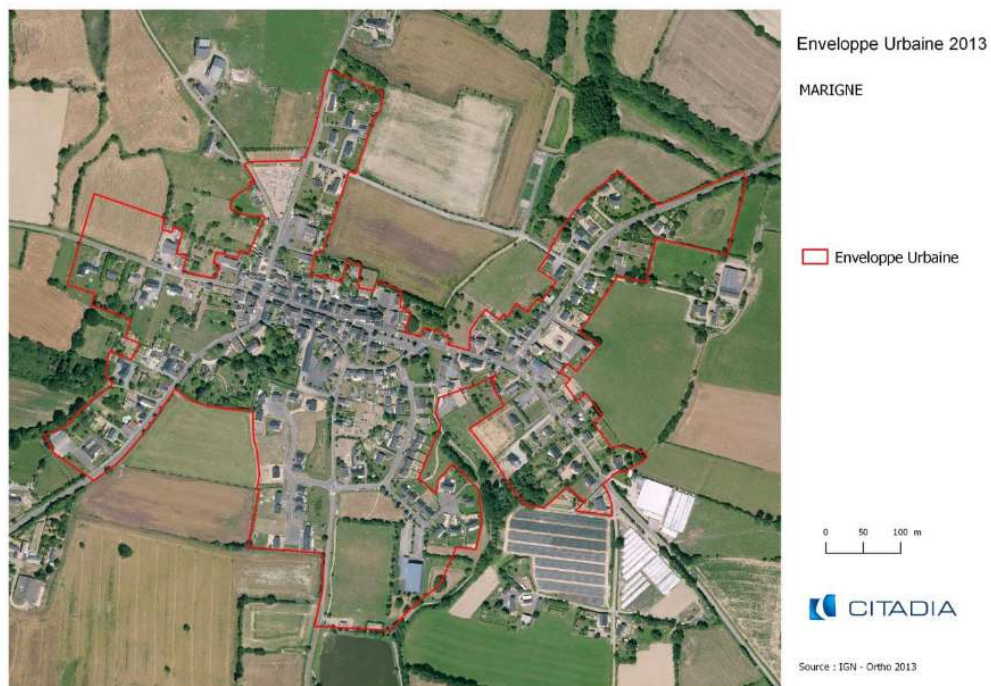 Enveloppe Urbaine 2013
MARIGNE
Enveloppe Urbaine
0 50 100 m
CITADIA
Source : IGN - Ortho 2013